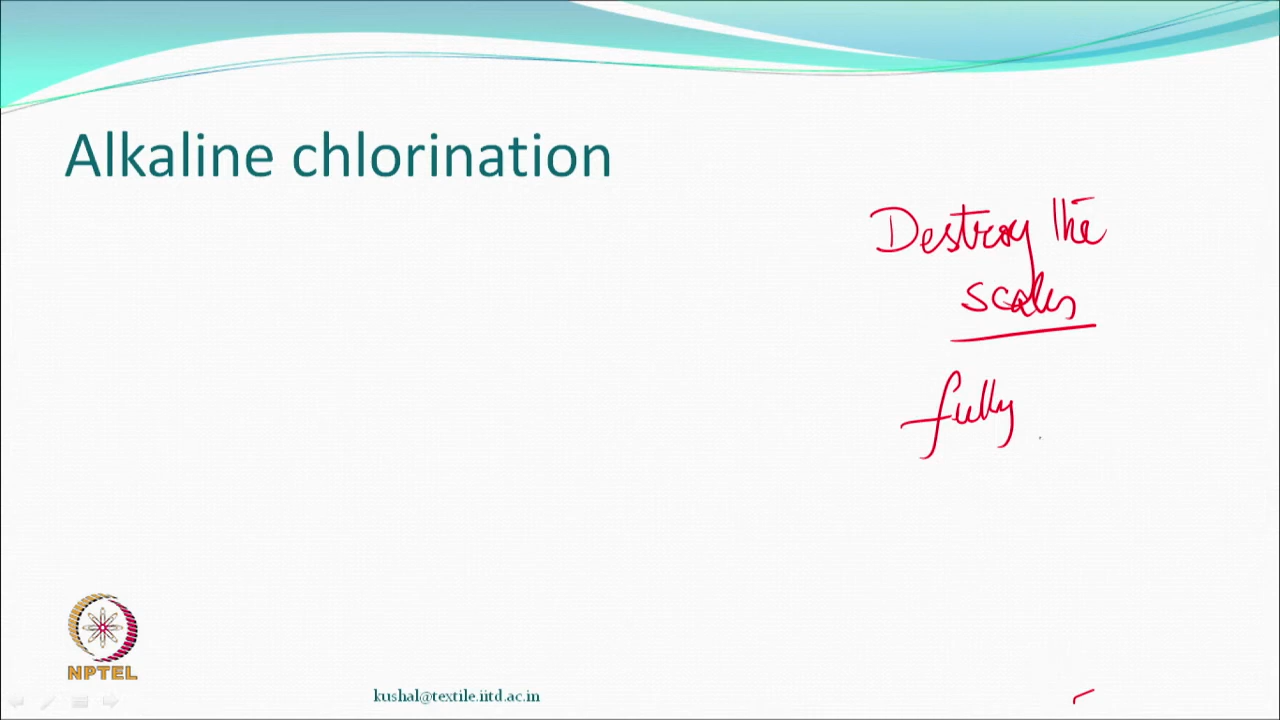 Alkaline chlorination
Destroy the
scales
fully
NPTEL
kushal@textile.iitd.ac.in